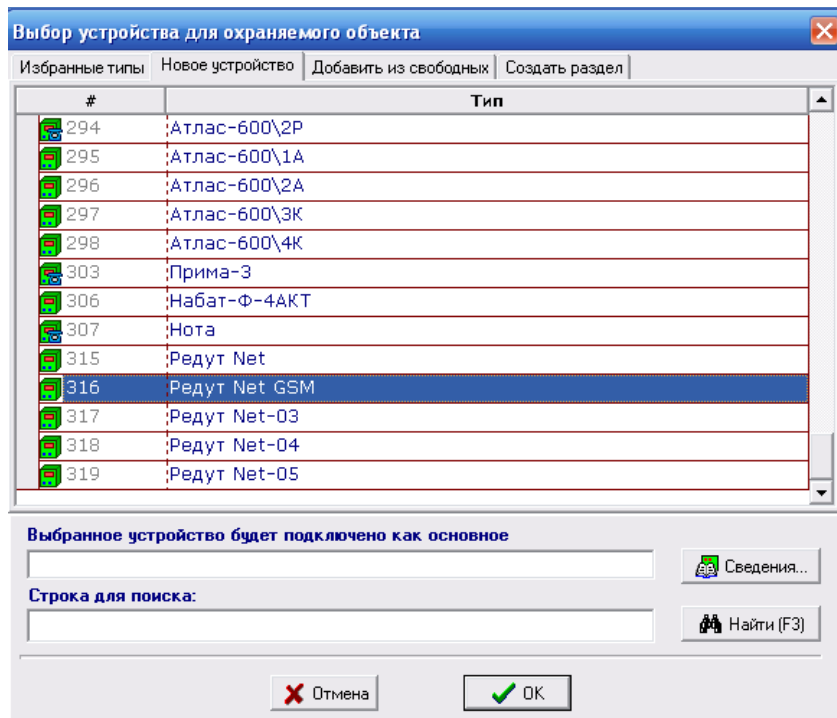 Выбор устройства для охраняемого объекта
Избранные типы Новое устройство Добавить из свободных Создать раздел
# Тип
294 Атлас-600\2Р
295 Атлас-600\1А
296 Атлас-600\2А
297 Атлас-600\3К
298 Атлас-600\4К
303 Прима-3
306 Набат-Ф-4АКТ
307 Нота
315 Редут Net
316 Редут Net GSM
317 Редут Net-03
318 Редут Net-04
319 Редут Net-05
Выбранное устройство будет подключено как основное
Сведения...
Строка для поиска:
Найти (F3)
Отмена OK